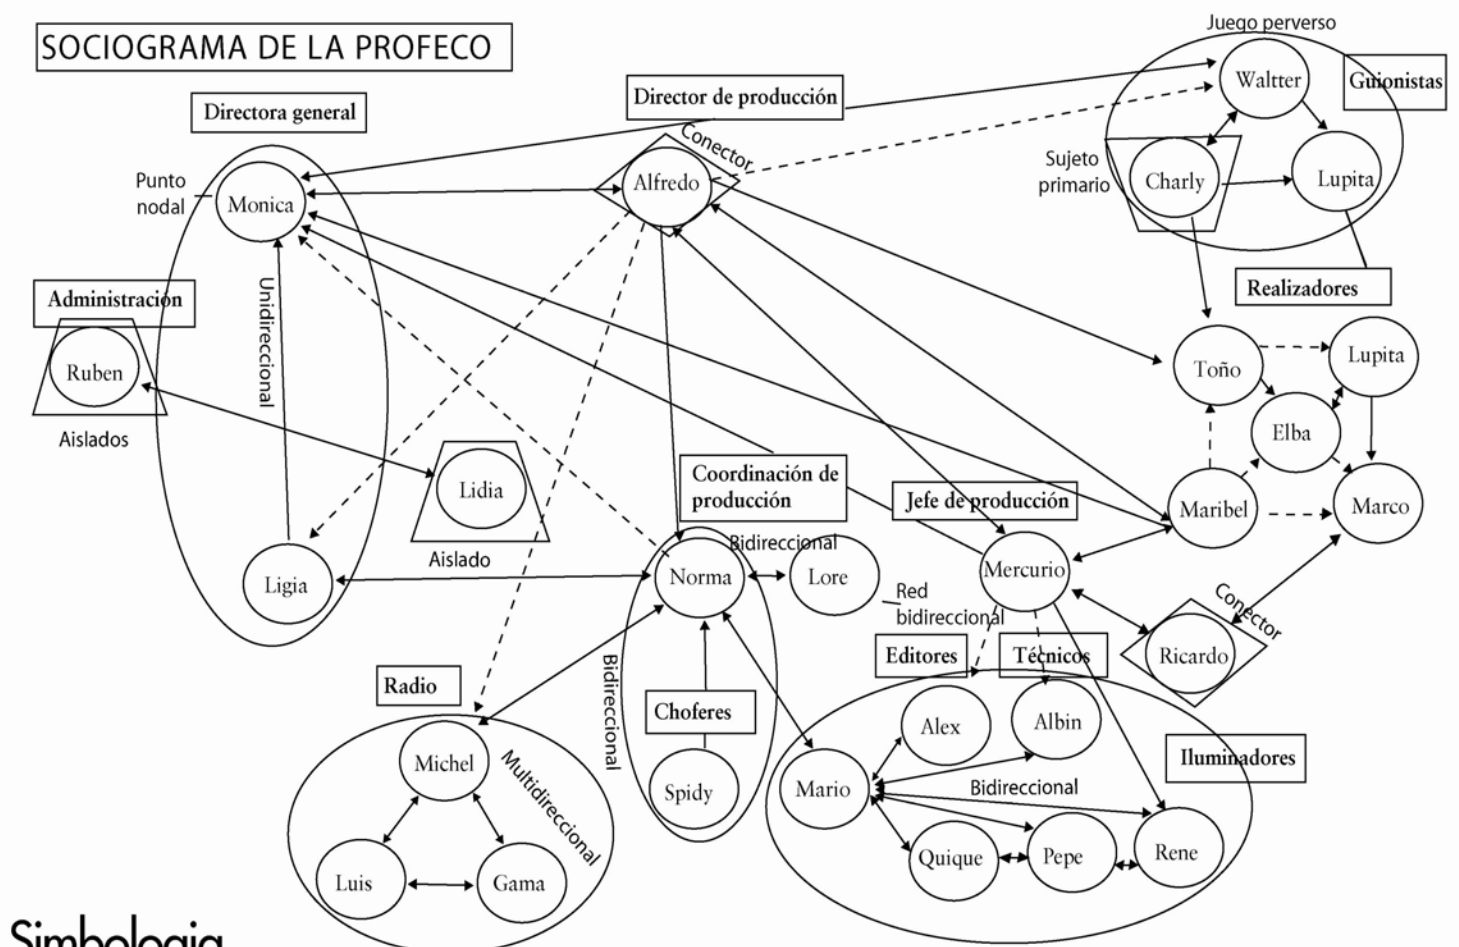 SOCIOGRAMA DE LA PROFECO
Juego perverso
Waltter
Guionistas
Director de producción
Directora general
Conector
Alfredo
Sujeto
primario
Charly
Lupita
Punto
nodal
Monica
Administración
Unidireccional
Realizadores
Ruben
Aislados
Toño
Lupita
Elba
Lidia
Aislado
Coordinación de
producción
Jefe de producción
Maribel
Marco
Bidireccional
Ligia
Norma
Lore
Mercurio
Red
bidireccional
Conector
Ricardo
Editores
Técnicos
Radio
Bidireccional
Choferes
Alex
Albin
Iluminadores
Michel
Multidireccional
Spidy
Mario
Bidireccional
Luis
Gama
Quique
Pepe
Rene
Simbologia